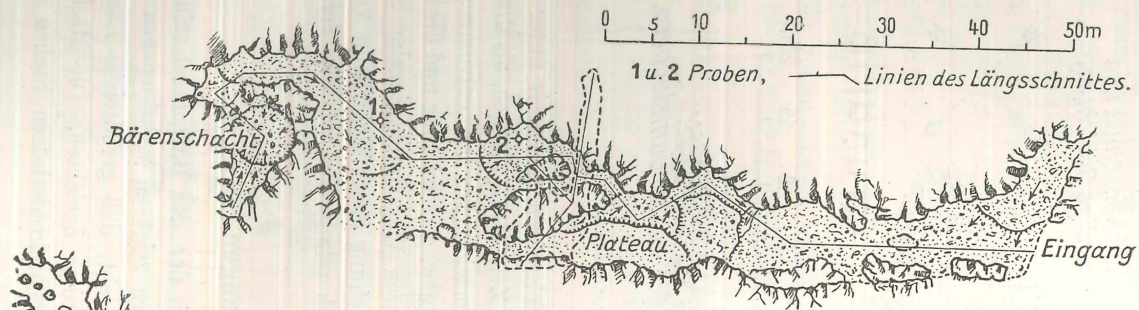 0 5 10 20 30 40 50m
1 u. 2 Proben, Linien des Längsschnittes.
Bärenschacht
1
2
Plateau
Eingang